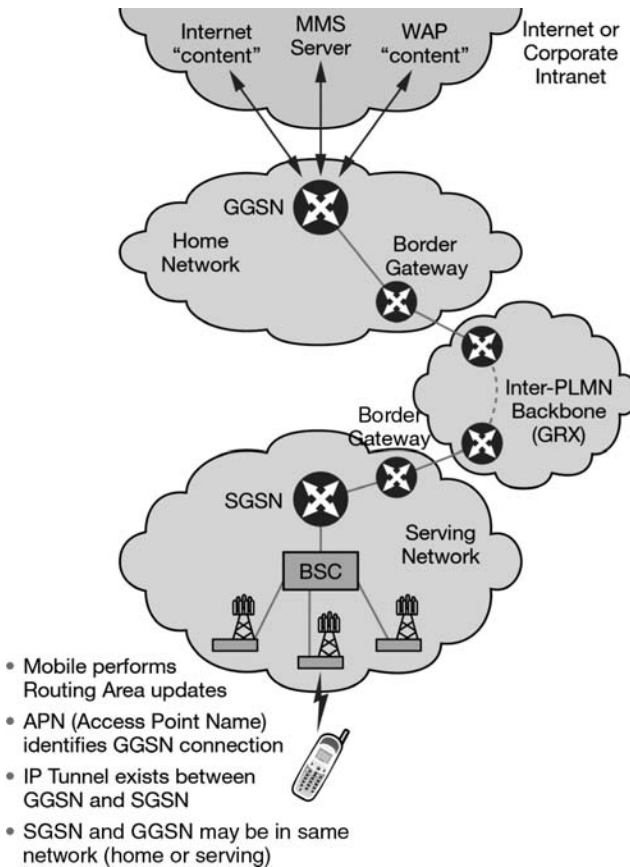 Internet
“content”
MMS
Server
WAP
“content”
Internet or
Corporate
Intranet
GGSN
Home
Network
Border
Gateway
Inter-PLMN
Backbone
(GRX)
Border
Gateway
SGSN
Serving
Network
BSC
• Mobile performs
Routing Area updates
• APN (Access Point Name)
identifies GGSN connection
• IP Tunnel exists between
GGSN and SGSN
• SGSN and GGSN may be in same
network (home or serving)